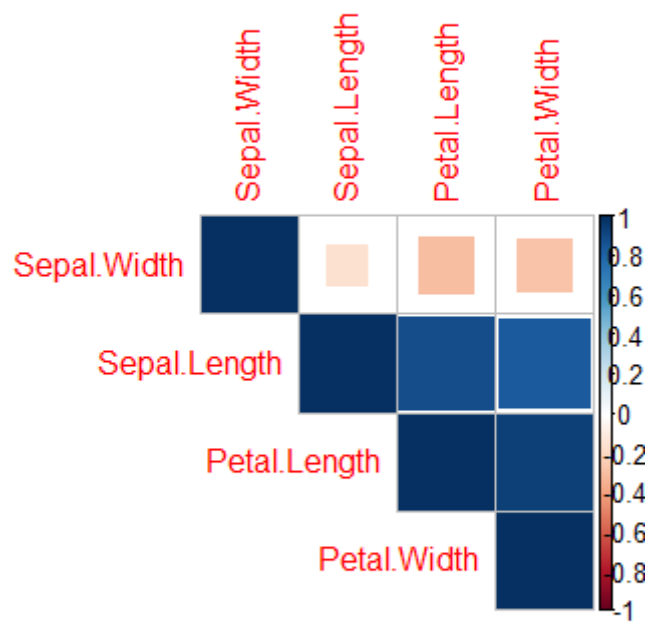 Sepal.Width
Sepal.Length
Petal.Length
Petal.Width
Sepal.Width
Sepal.Length
Petal.Length
Petal.Width
1
0.8
0.6
0.4
0.2
0
-0.2
-0.4
-0.6
-0.8
-1